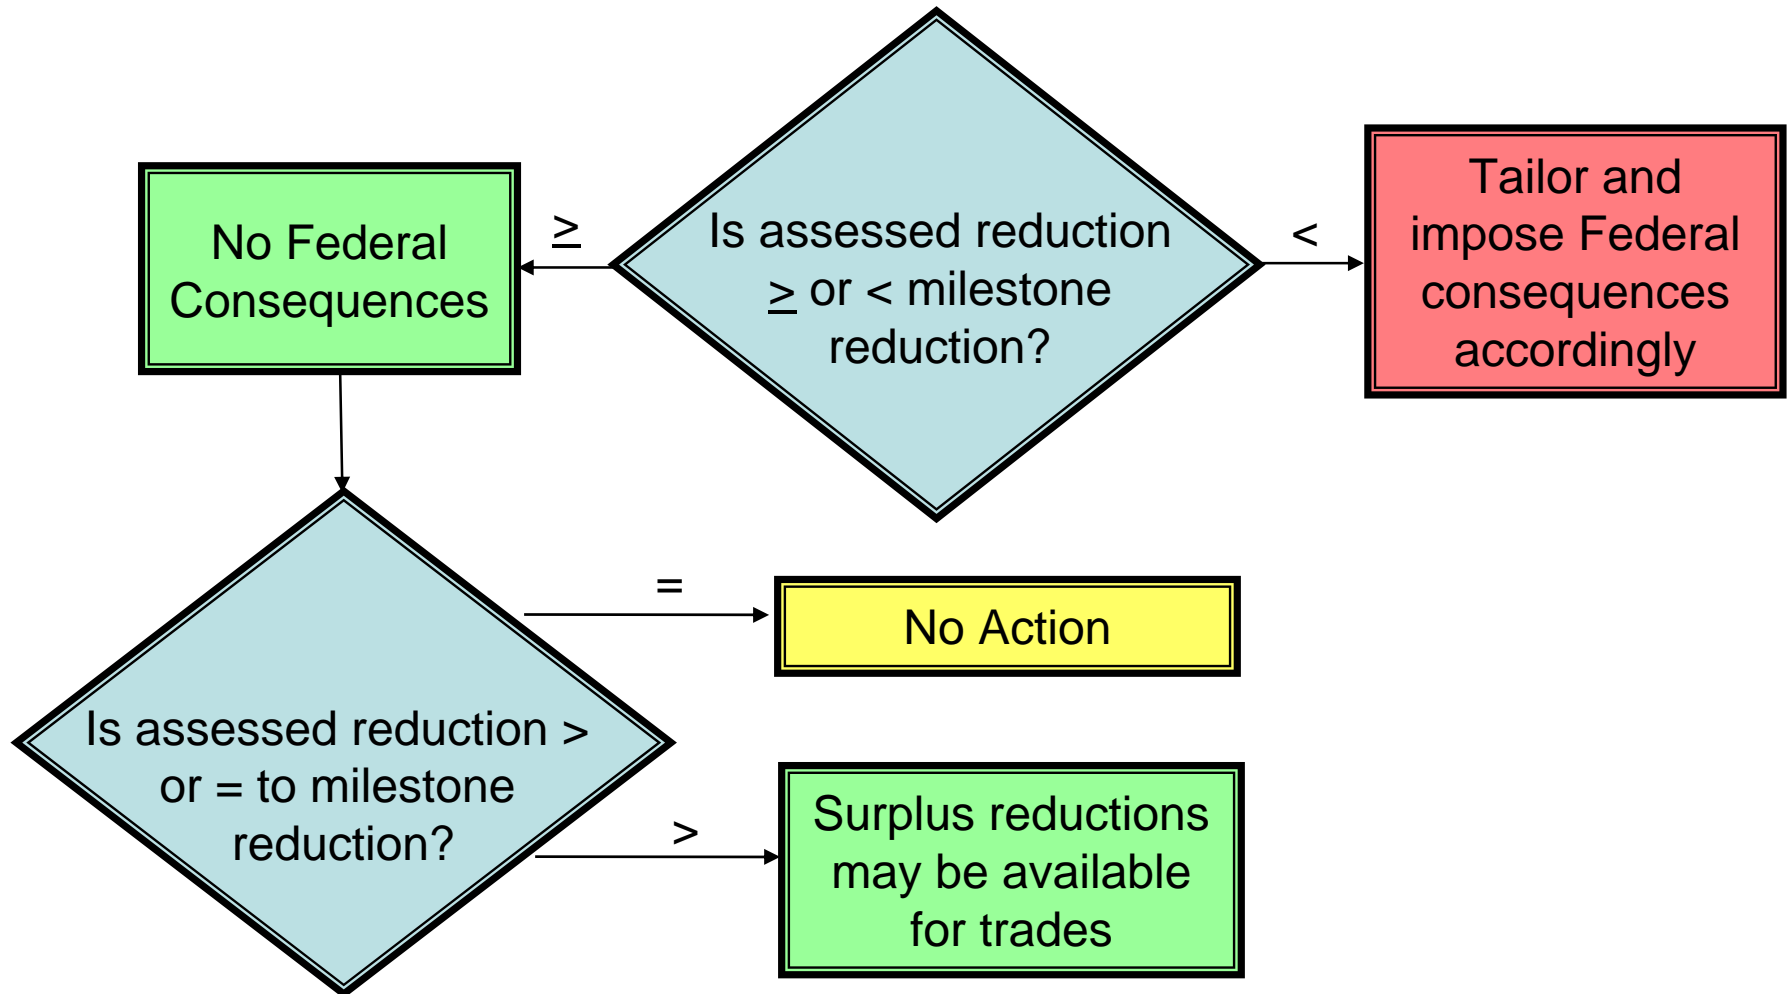 No Federal
Consequences
≥
Is assessed reduction
≥ or < milestone
reduction?
<
Tailor and
impose Federal
consequences
accordingly
Is assessed reduction >
or = to milestone
reduction?
=
No Action
>
Surplus reductions
may be available
for trades